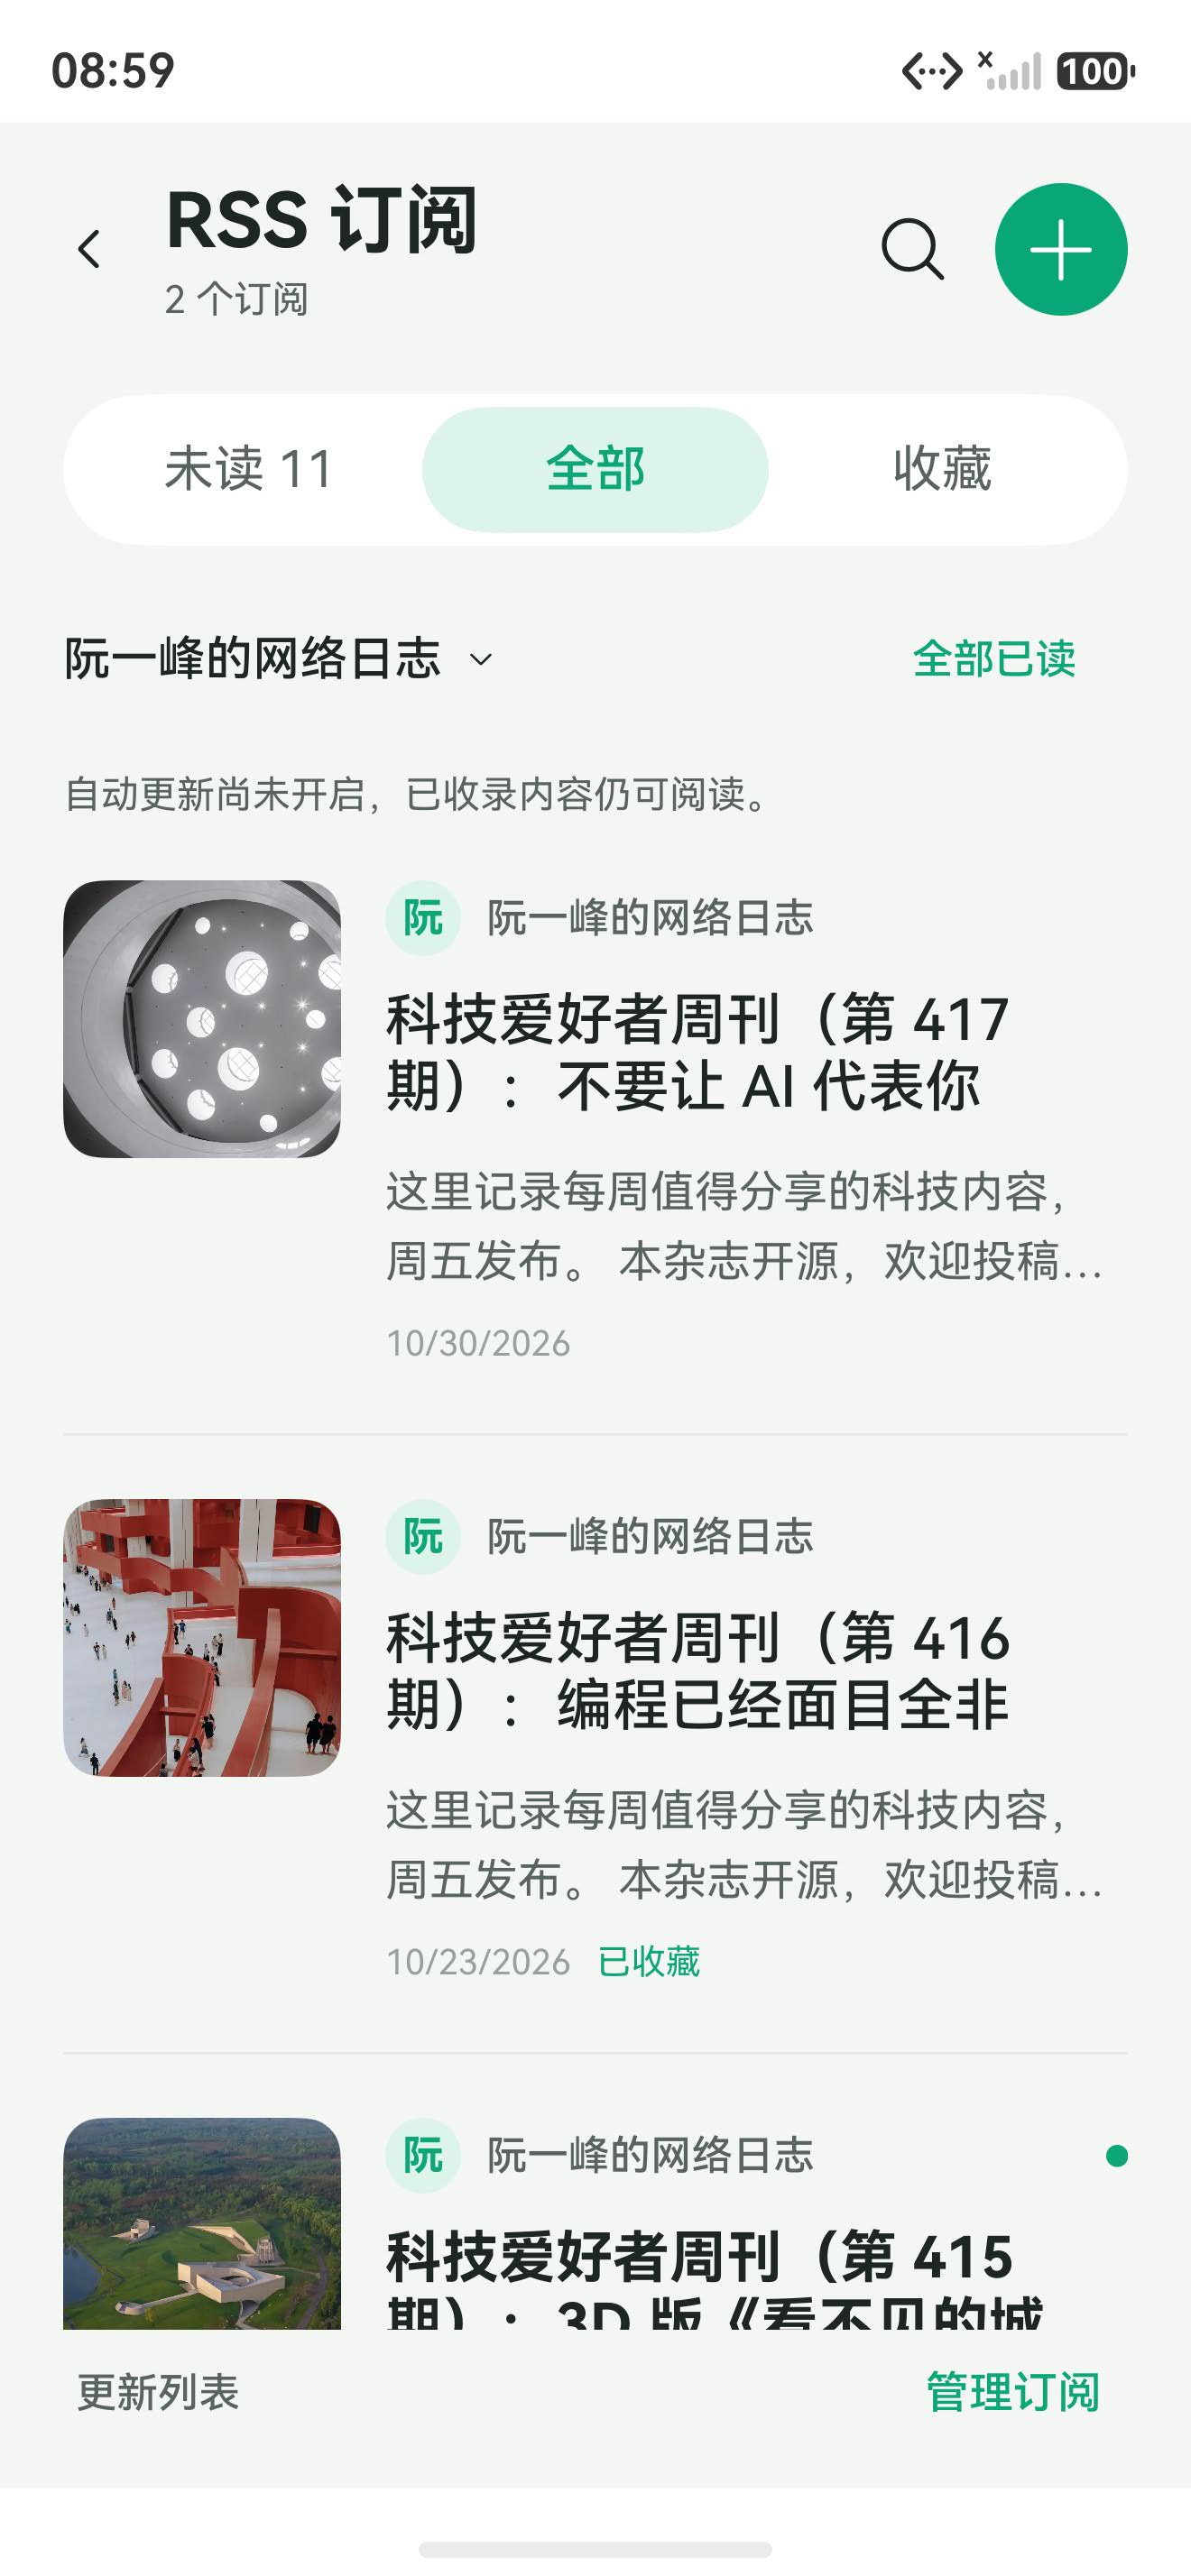 08:59
100
RSS 订阅
2 个订阅
未读 11
全部
收藏
阮一峰的网络日志
全部已读
自动更新尚未开启，已收录内容仍可阅读。
阮 阮一峰的网络日志
科技爱好者周刊（第 417
期）：不要让 AI 代表你
这里记录每周值得分享的科技内容，
周五发布。 本杂志开源，欢迎投稿...
10/30/2026
阮 阮一峰的网络日志
科技爱好者周刊（第 416
期）：编程已经面目全非
这里记录每周值得分享的科技内容，
周五发布。 本杂志开源，欢迎投稿...
10/23/2026 已收藏
阮 阮一峰的网络日志
科技爱好者周刊（第 415
期）：3D 版《看不见的城
更新列表
管理订阅